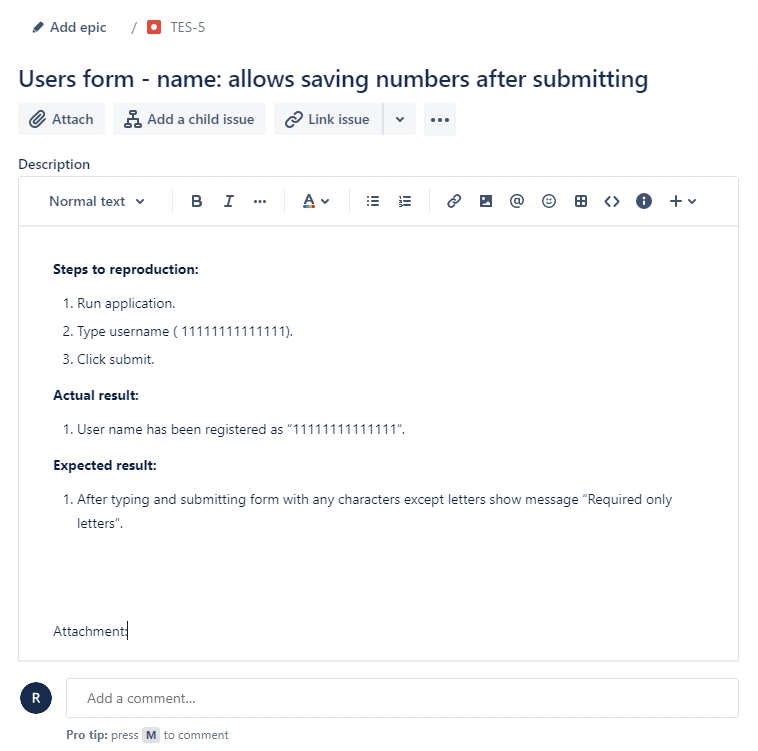 Add epic / TES-5
Users form - name: allows saving numbers after submitting
Attach Add a child issue Link issue
Description
Normal text B I A
Steps to reproduction:
1. Run application.
2. Type username ( 11111111111111).
3. Click submit.
Actual result:
1. User name has been registered as “11111111111111”.
Expected result:
1. After typing and submitting form with any characters except letters show message “Required only
letters”.
Attachment:
R Add a comment...
Pro tip: press M to comment